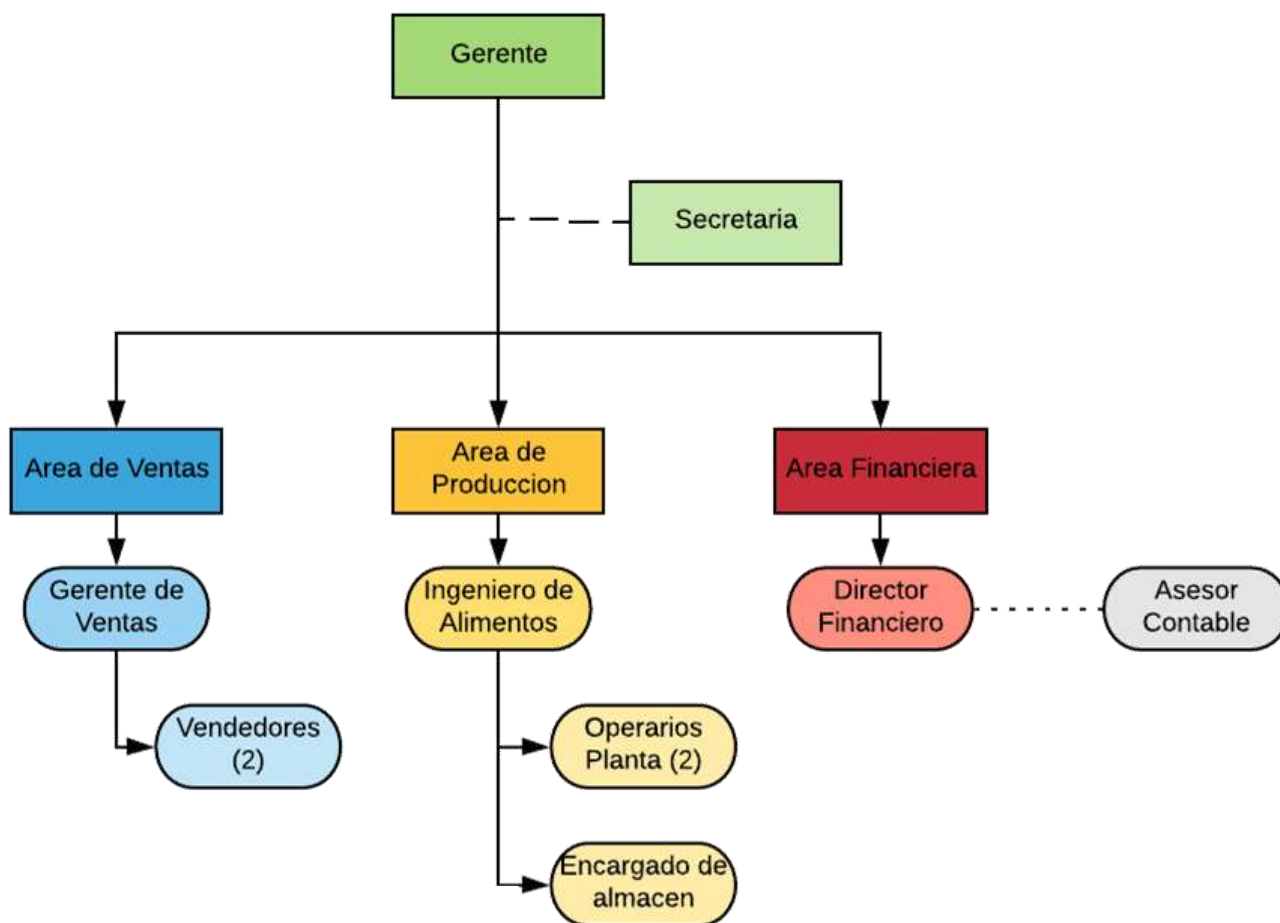 Gerente
Secretaria
Area de Ventas
Area de
Produccion
Area Financiera
Gerente de
Ventas
Ingeniero de
Alimentos
Director
Financiero
Asesor
Contable
Vendedores
(2)
Operarios
Planta (2)
Encargado de
almacen